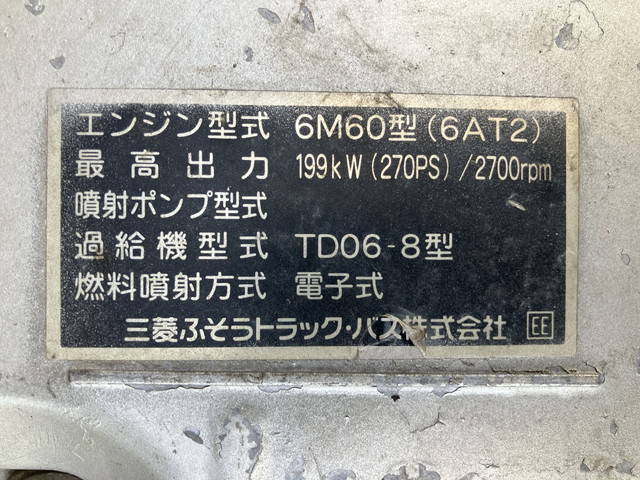 エンジン型式 6M60型(6AT2)
最高出力 199kW(270PS)/2700rpm
噴射ポンプ型式
過給機型式 TD06-8型
燃料噴射方式 電子式
三菱ふそうトラック・バス株式会社 EE